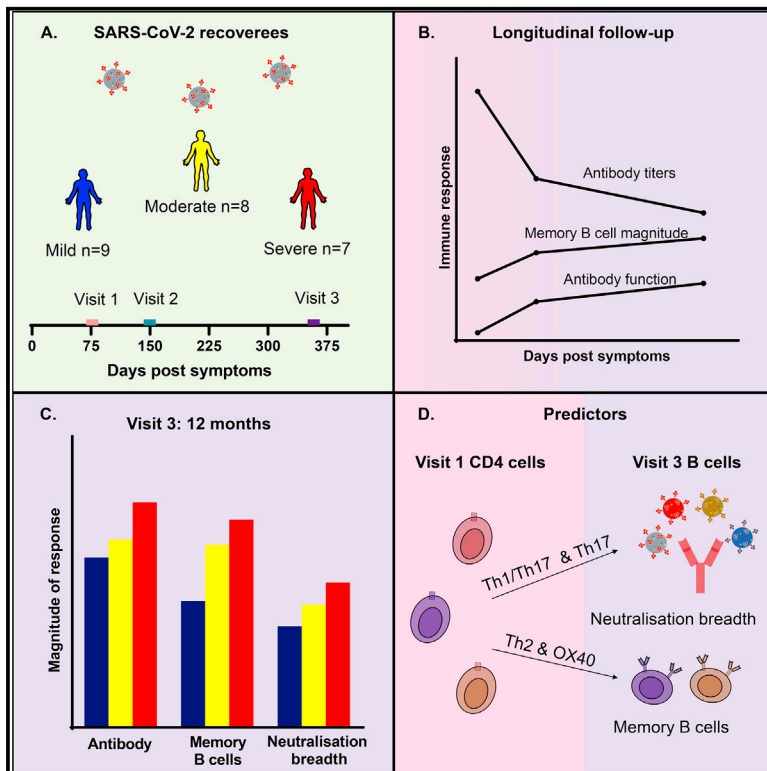 A. SARS-CoV-2 recoverees
Moderate n=8
Mild n=9
Severe n=7
Visit 1
Visit 2
Visit 3
0 75 150 225 300 375
Days post symptoms
B. Longitudinal follow-up
Immune response
Antibody titers
Memory B cell magnitude
Antibody function
Days post symptoms
C. Visit 3: 12 months
Magnitude of response
Antibody
Memory
B cells
Neutralisation
breadth
D. Predictors
Visit 1 CD4 cells
Visit 3 B cells
Th1/Th17 & Th17
Neutralisation breadth
Th2 & OX40
Memory B cells